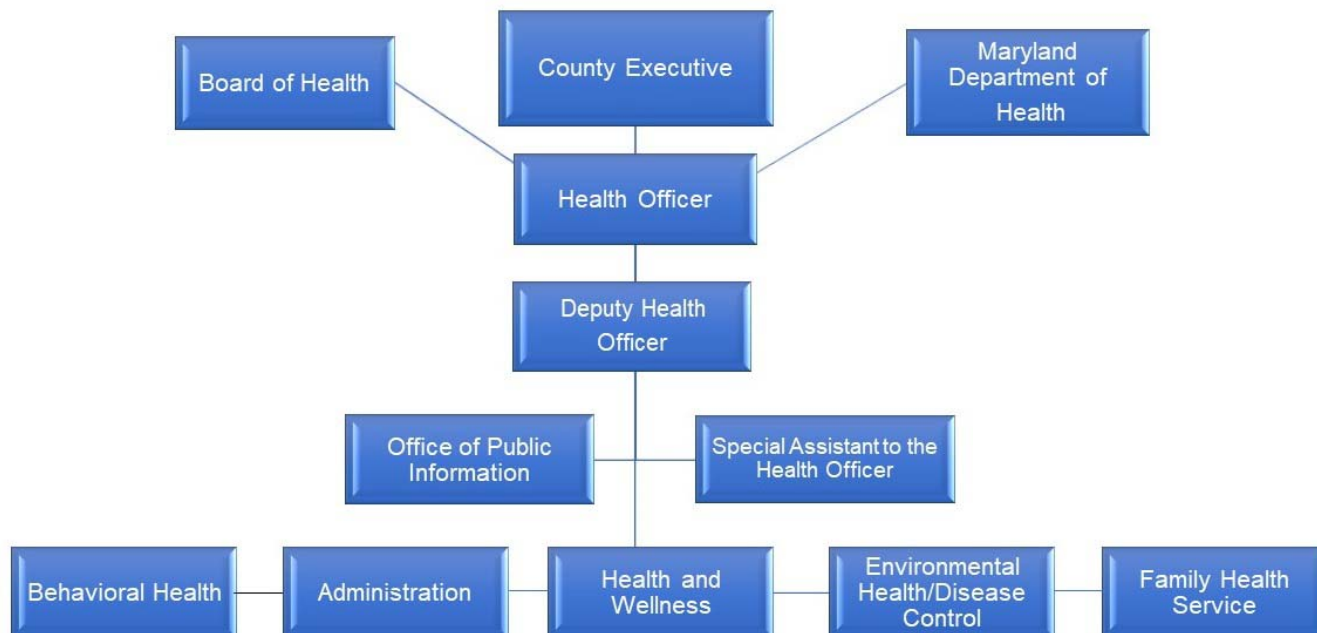 Board of Health
County Executive
Maryland
Department of
Health
Health Officer
Deputy Health
Officer
Office of Public
Information
Special Assistant to the
Health Officer
Behavioral Health
Administration
Health and
Wellness
Environmental
Health/Disease
Control
Family Health
Service